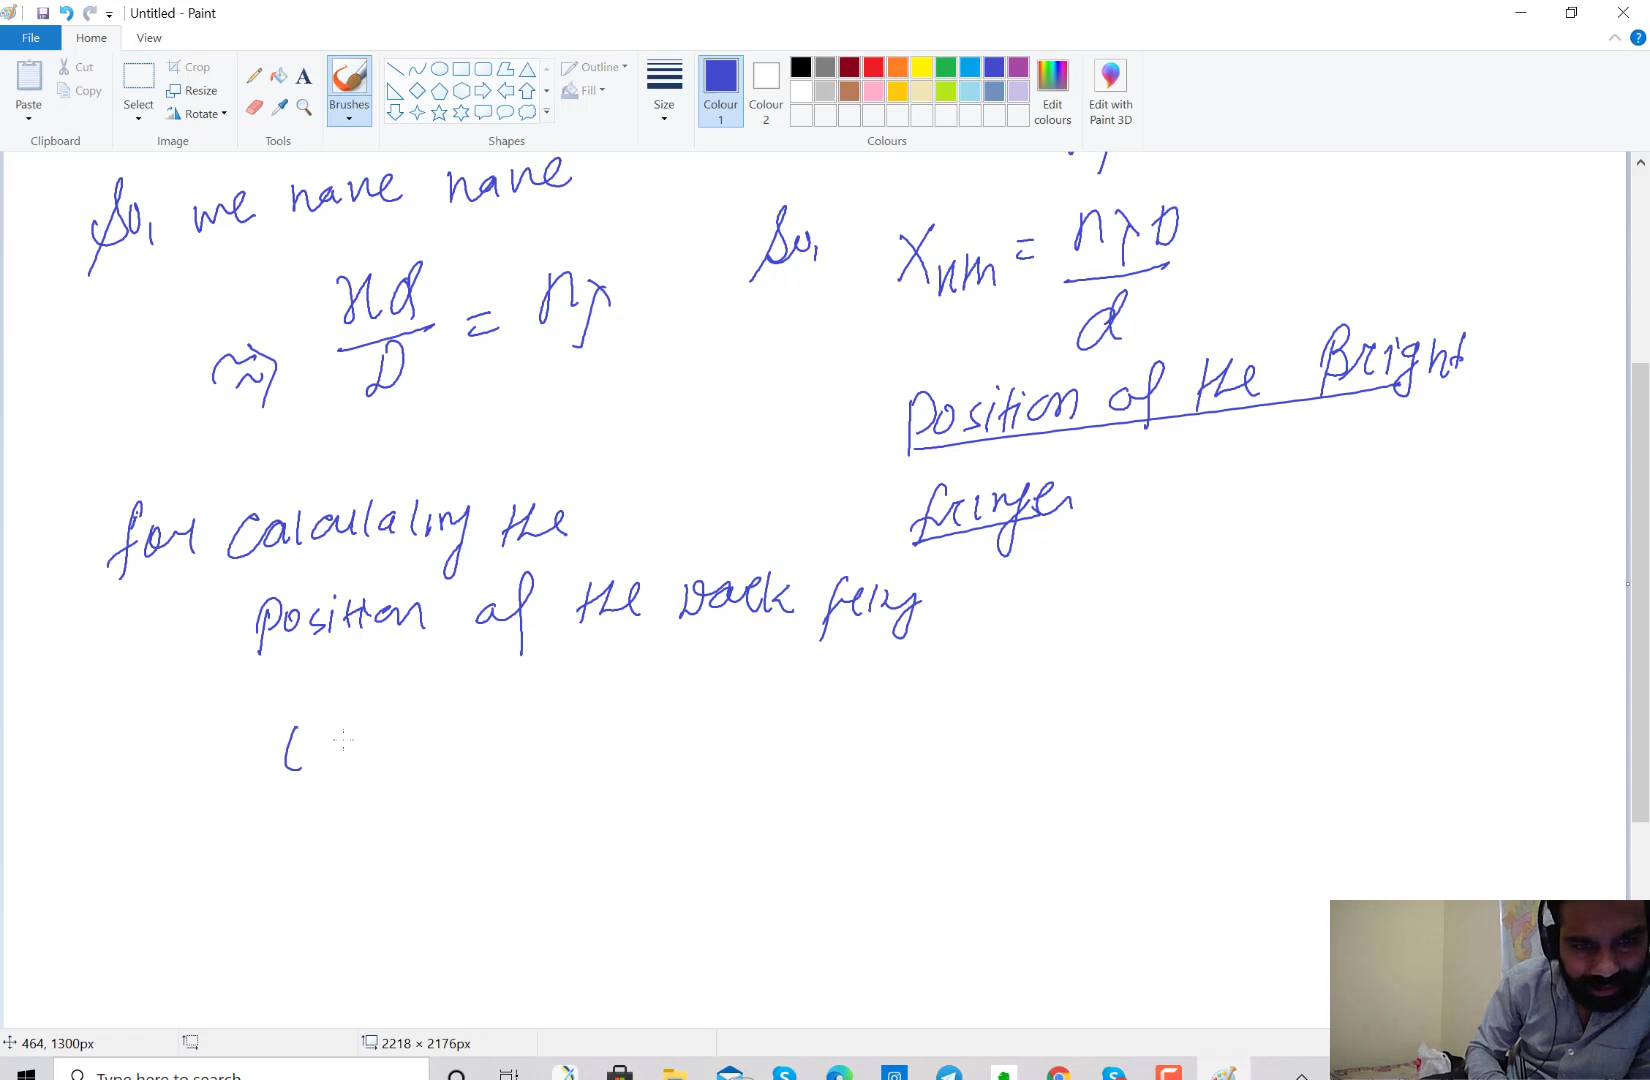 Untitled - Paint
File
Home
View
Paste
Cut
Copy
Clipboard
Select
Crop
Resize
Rotate
Image
A
Tools
Brushes
Outline
Fill
Shapes
Size
Colour
1
Colour
2
Edit
colours
Colours
Edit with
Paint 3D
So, we have have
xd/D = nλ
So, Xnm = nλD/d
Position of the Bright
fringes
for calculating the
position of the Dark fring
(
464, 1300px
2218 × 2176px
Type here to search